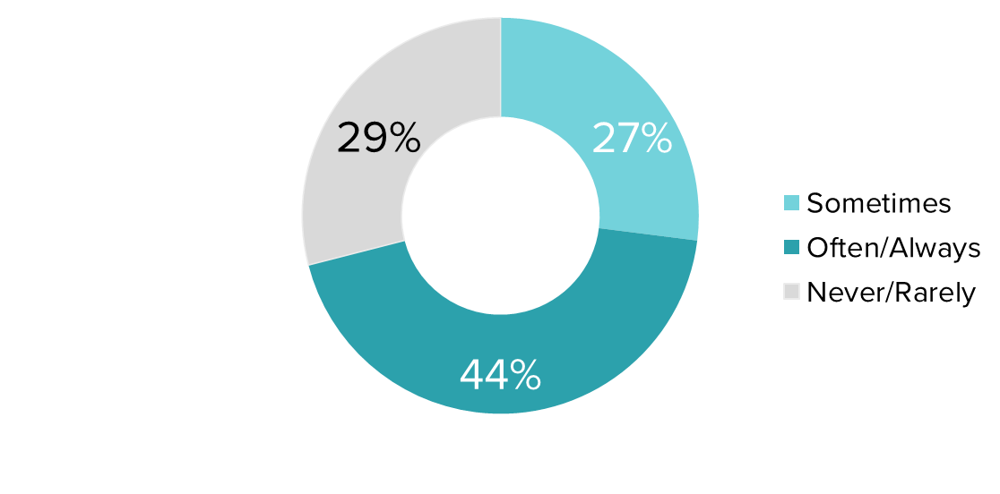 29%
27%
44%
Sometimes
Often/Always
Never/Rarely